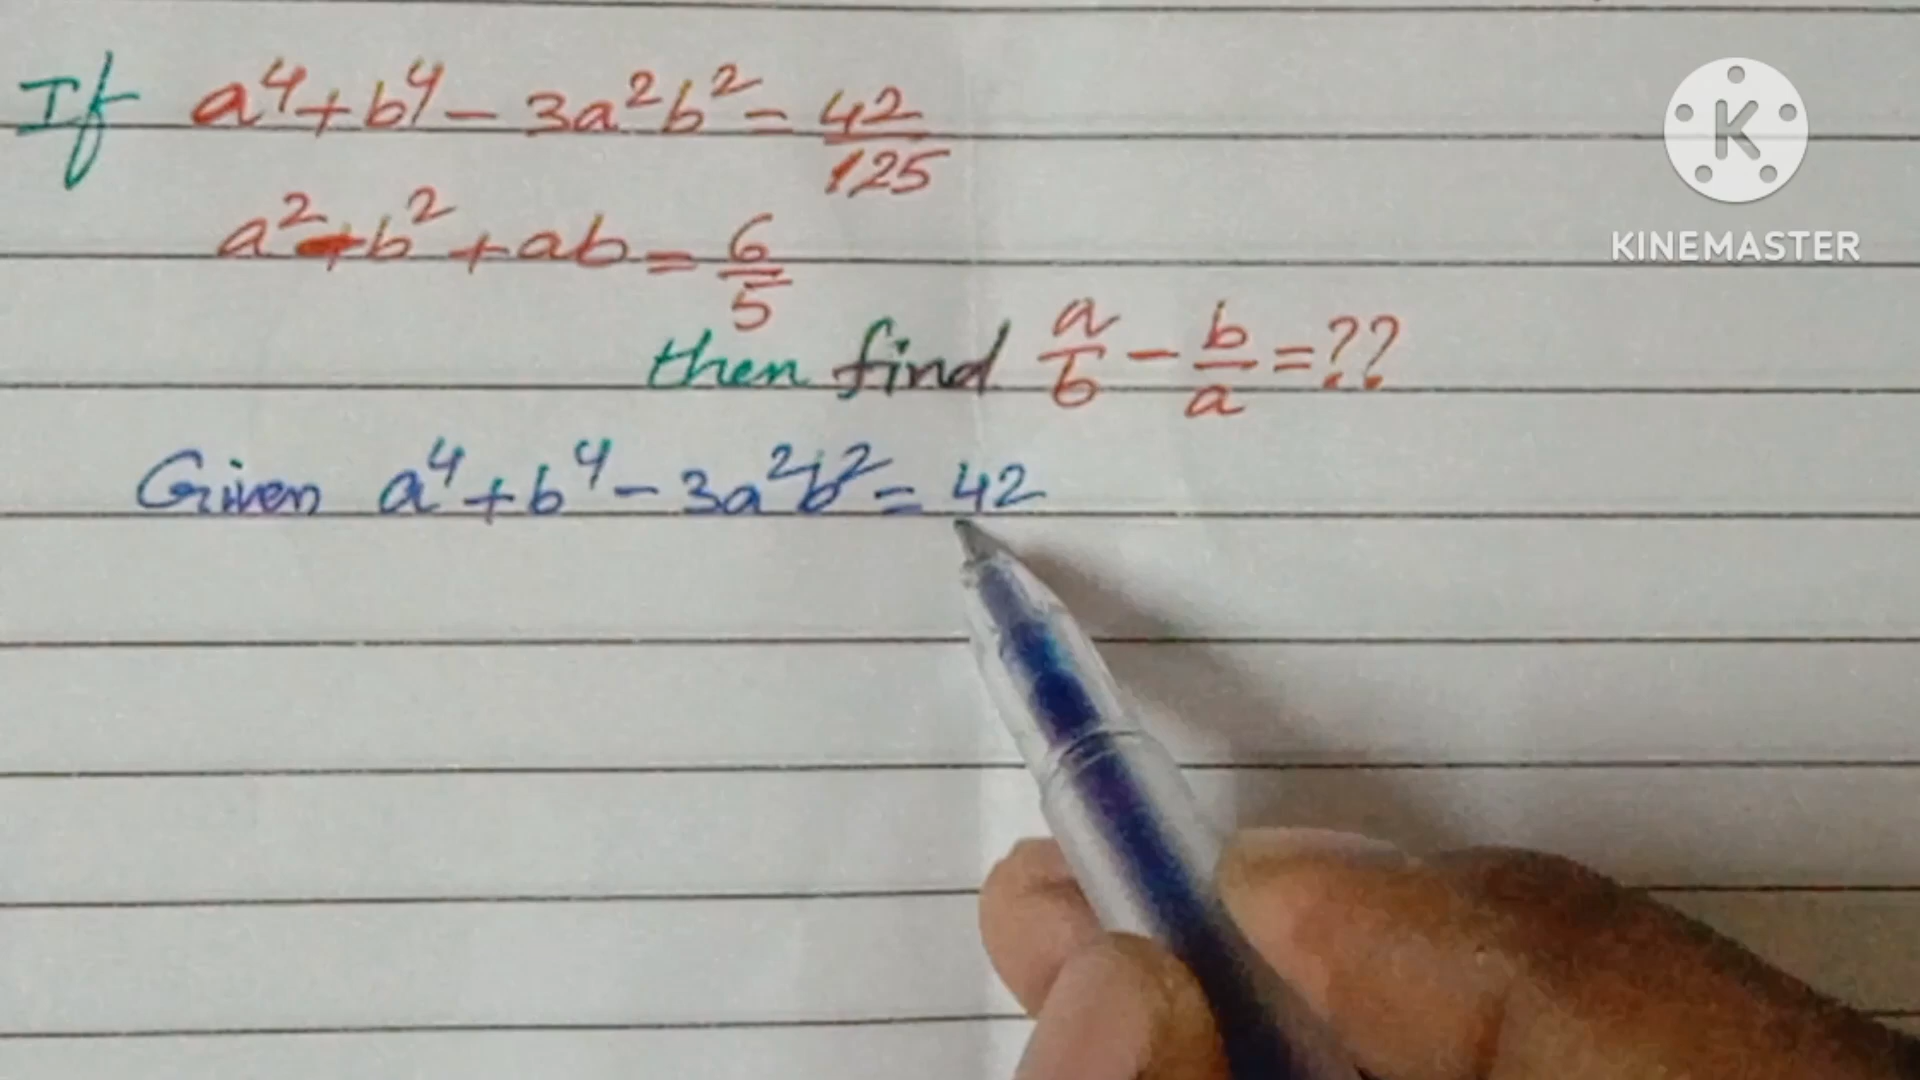 If a⁴+b⁴-3a²b²=42/125
a²+b²+ab=6/5
then find a/b - b/a=??
Given a⁴+b⁴-3a²b²=42
K
KINEMASTER